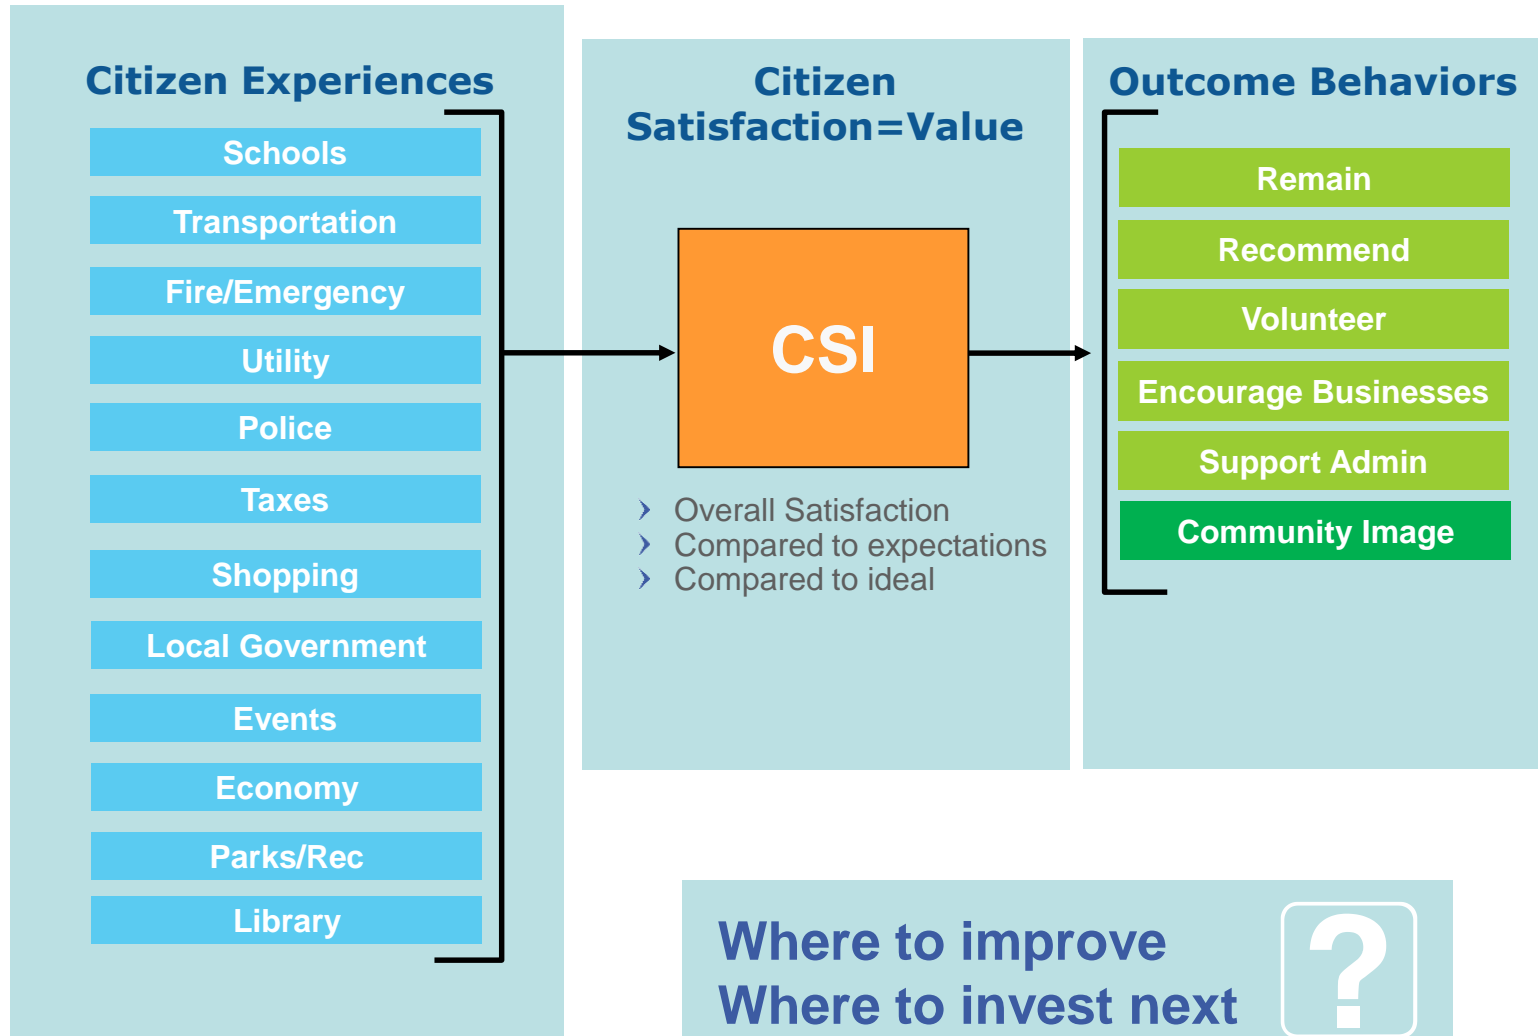 Citizen Experiences
Schools
Transportation
Fire/Emergency
Utility
Police
Taxes
Shopping
Local Government
Events
Economy
Parks/Rec
Library
Citizen
Satisfaction=Value
CSI
Overall Satisfaction
Compared to expectations
Compared to ideal
Outcome Behaviors
Remain
Recommend
Volunteer
Encourage Businesses
Support Admin
Community Image
Where to improve
Where to invest next
?